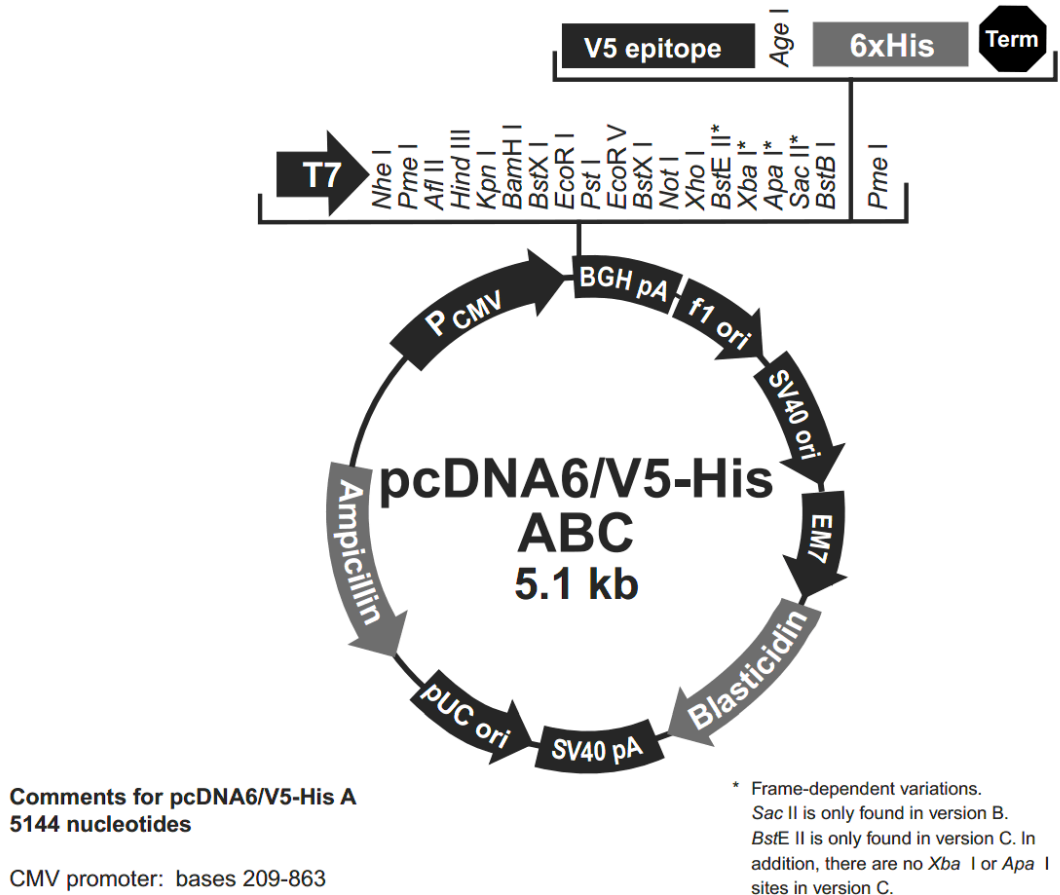 V5 epitope
Age I
6xHis
Term
T7
Nhe I
Pme I
Afl II
Hind III
Kpn I
BamH I
BstX I
EcoR I
Pst I
EcoR V
BstX I
Not I
Xho I
BstE II*
Xba I*
Apa I*
Sac II*
BstB I
Pme I
P CMV
BGH pA
f1 ori
SV40 ori
EM7
Blasticidin
SV40 pA
pUC ori
Ampicillin
pcDNA6/V5-His
ABC
5.1 kb
Comments for pcDNA6/V5-His A
5144 nucleotides
CMV promoter: bases 209-863
* Frame-dependent variations.
Sac II is only found in version B.
BstE II is only found in version C. In
addition, there are no Xba I or Apa I
sites in version C.